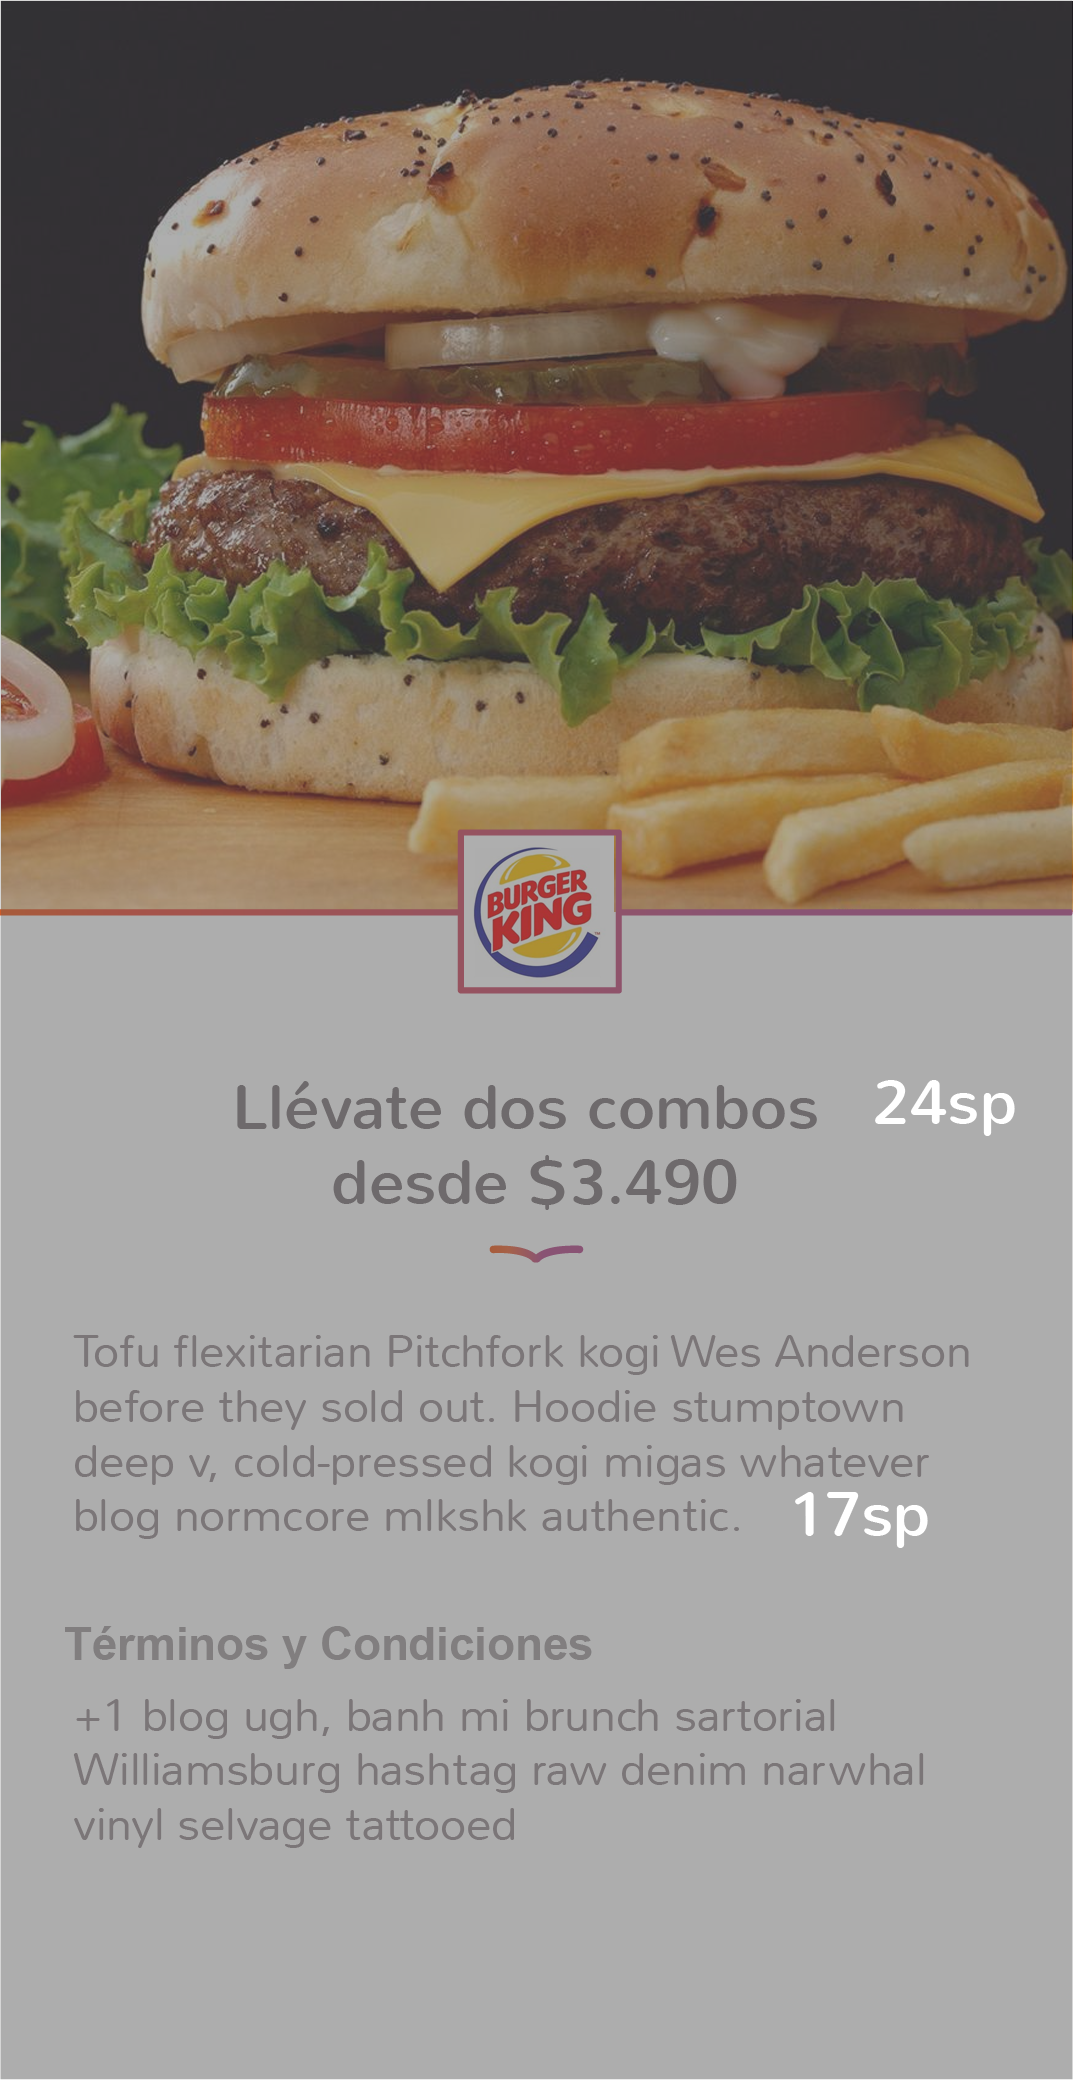 BURGER
KING
™
Llévate dos combos
24sp
desde $3.490
Tofu flexitarian Pitchfork kogi Wes Anderson
before they sold out. Hoodie stumptown
deep v, cold-pressed kogi migas whatever
blog normcore mlkshk authentic.
17sp
Términos y Condiciones
+1 blog ugh, banh mi brunch sartorial
Williamsburg hashtag raw denim narwhal
vinyl selvage tattooed